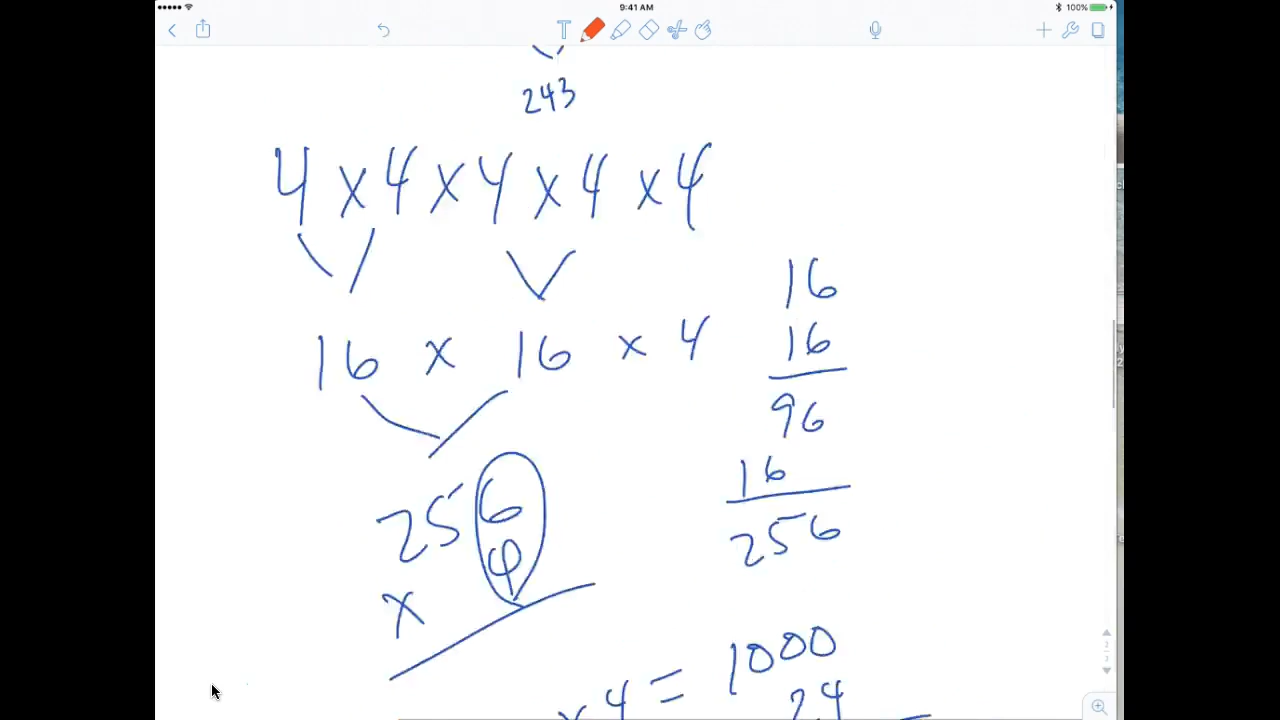 9:41 AM
100%
T
243
4 x 4 x 4 x 4 x 4
16 x 16 x 4
256
x 4
16
16
96
16
256
x 4 = 1000
24